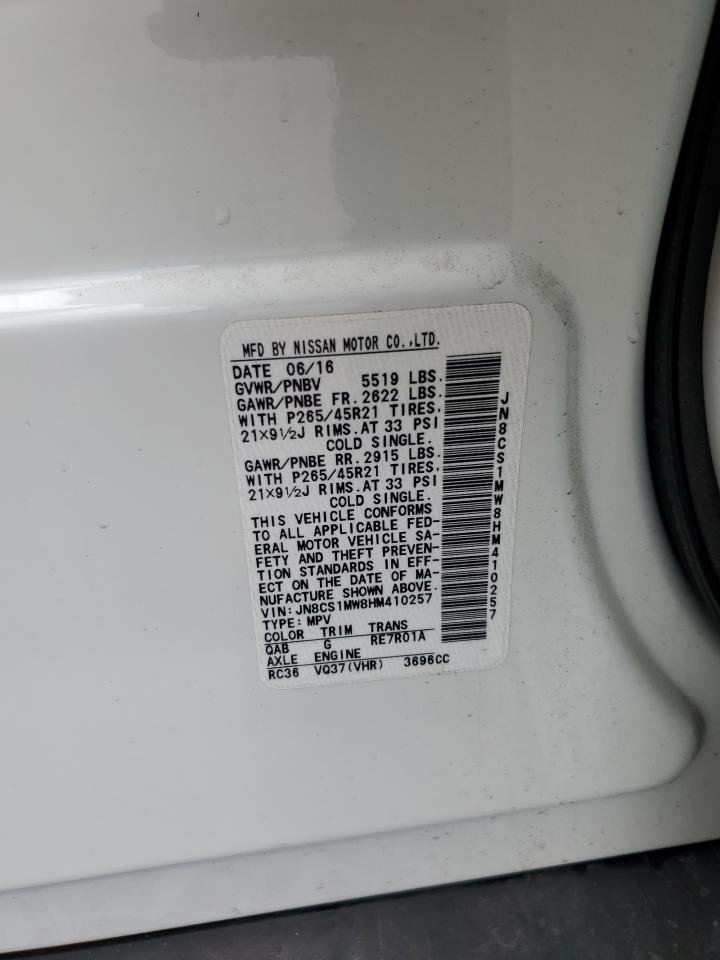 MFD BY NISSAN MOTOR CO.,LTD.
DATE 06/16
GVWR/PNBV 5519 LBS.
GAWR/PNBE FR. 2622 LBS.
WITH P265/45R21 TIRES,
21×9½J RIMS.AT 33 PSI
COLD SINGLE.
GAWR/PNBE RR. 2915 LBS.
WITH P265/45R21 TIRES,
21×9½J RIMS.AT 33 PSI
COLD SINGLE.
THIS VEHICLE CONFORMS
TO ALL APPLICABLE FED-
ERAL MOTOR VEHICLE SA-
FETY AND THEFT PREVEN-
TION STANDARDS IN EFF-
ECT ON THE DATE OF MA-
NUFACTURE SHOWN ABOVE.
VIN:JN8CS1MW8HM410257
TYPE:MPV
COLOR TRIM TRANS
QAB G RE7R01A
AXLE ENGINE
RC36 VQ37(VHR) 3696CC
JN8CS1MW8HM410257